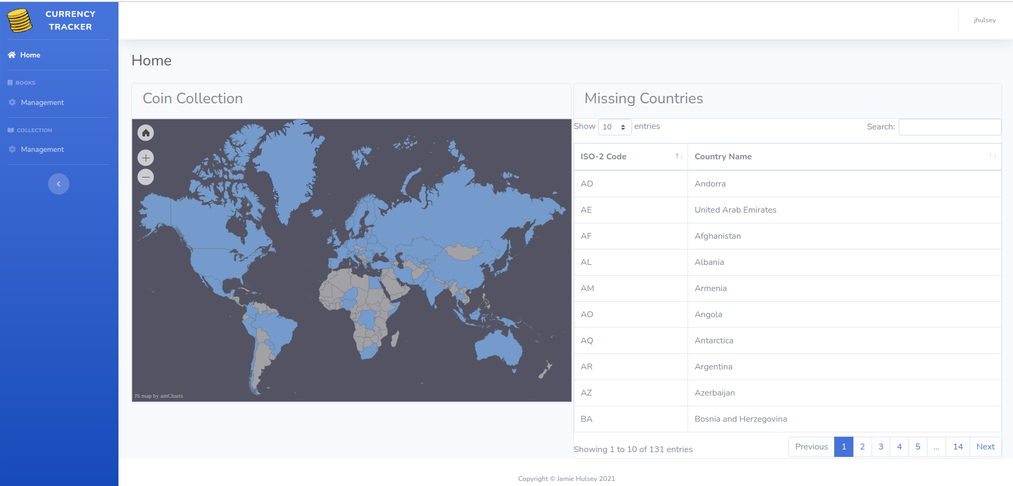 CURRENCY
TRACKER
jhulsey
Home
Home
BOOKS
Management
COLLECTION
Management
Coin Collection
JS map by amCharts
Missing Countries
Show 10 entries
Search:
ISO-2 Code Country Name
AD Andorra
AE United Arab Emirates
AF Afghanistan
AL Albania
AM Armenia
AO Angola
AQ Antarctica
AR Argentina
AZ Azerbaijan
BA Bosnia and Herzegovina
Showing 1 to 10 of 131 entries
Previous 1 2 3 4 5 ... 14 Next
Copyright © Jamie Hulsey 2021